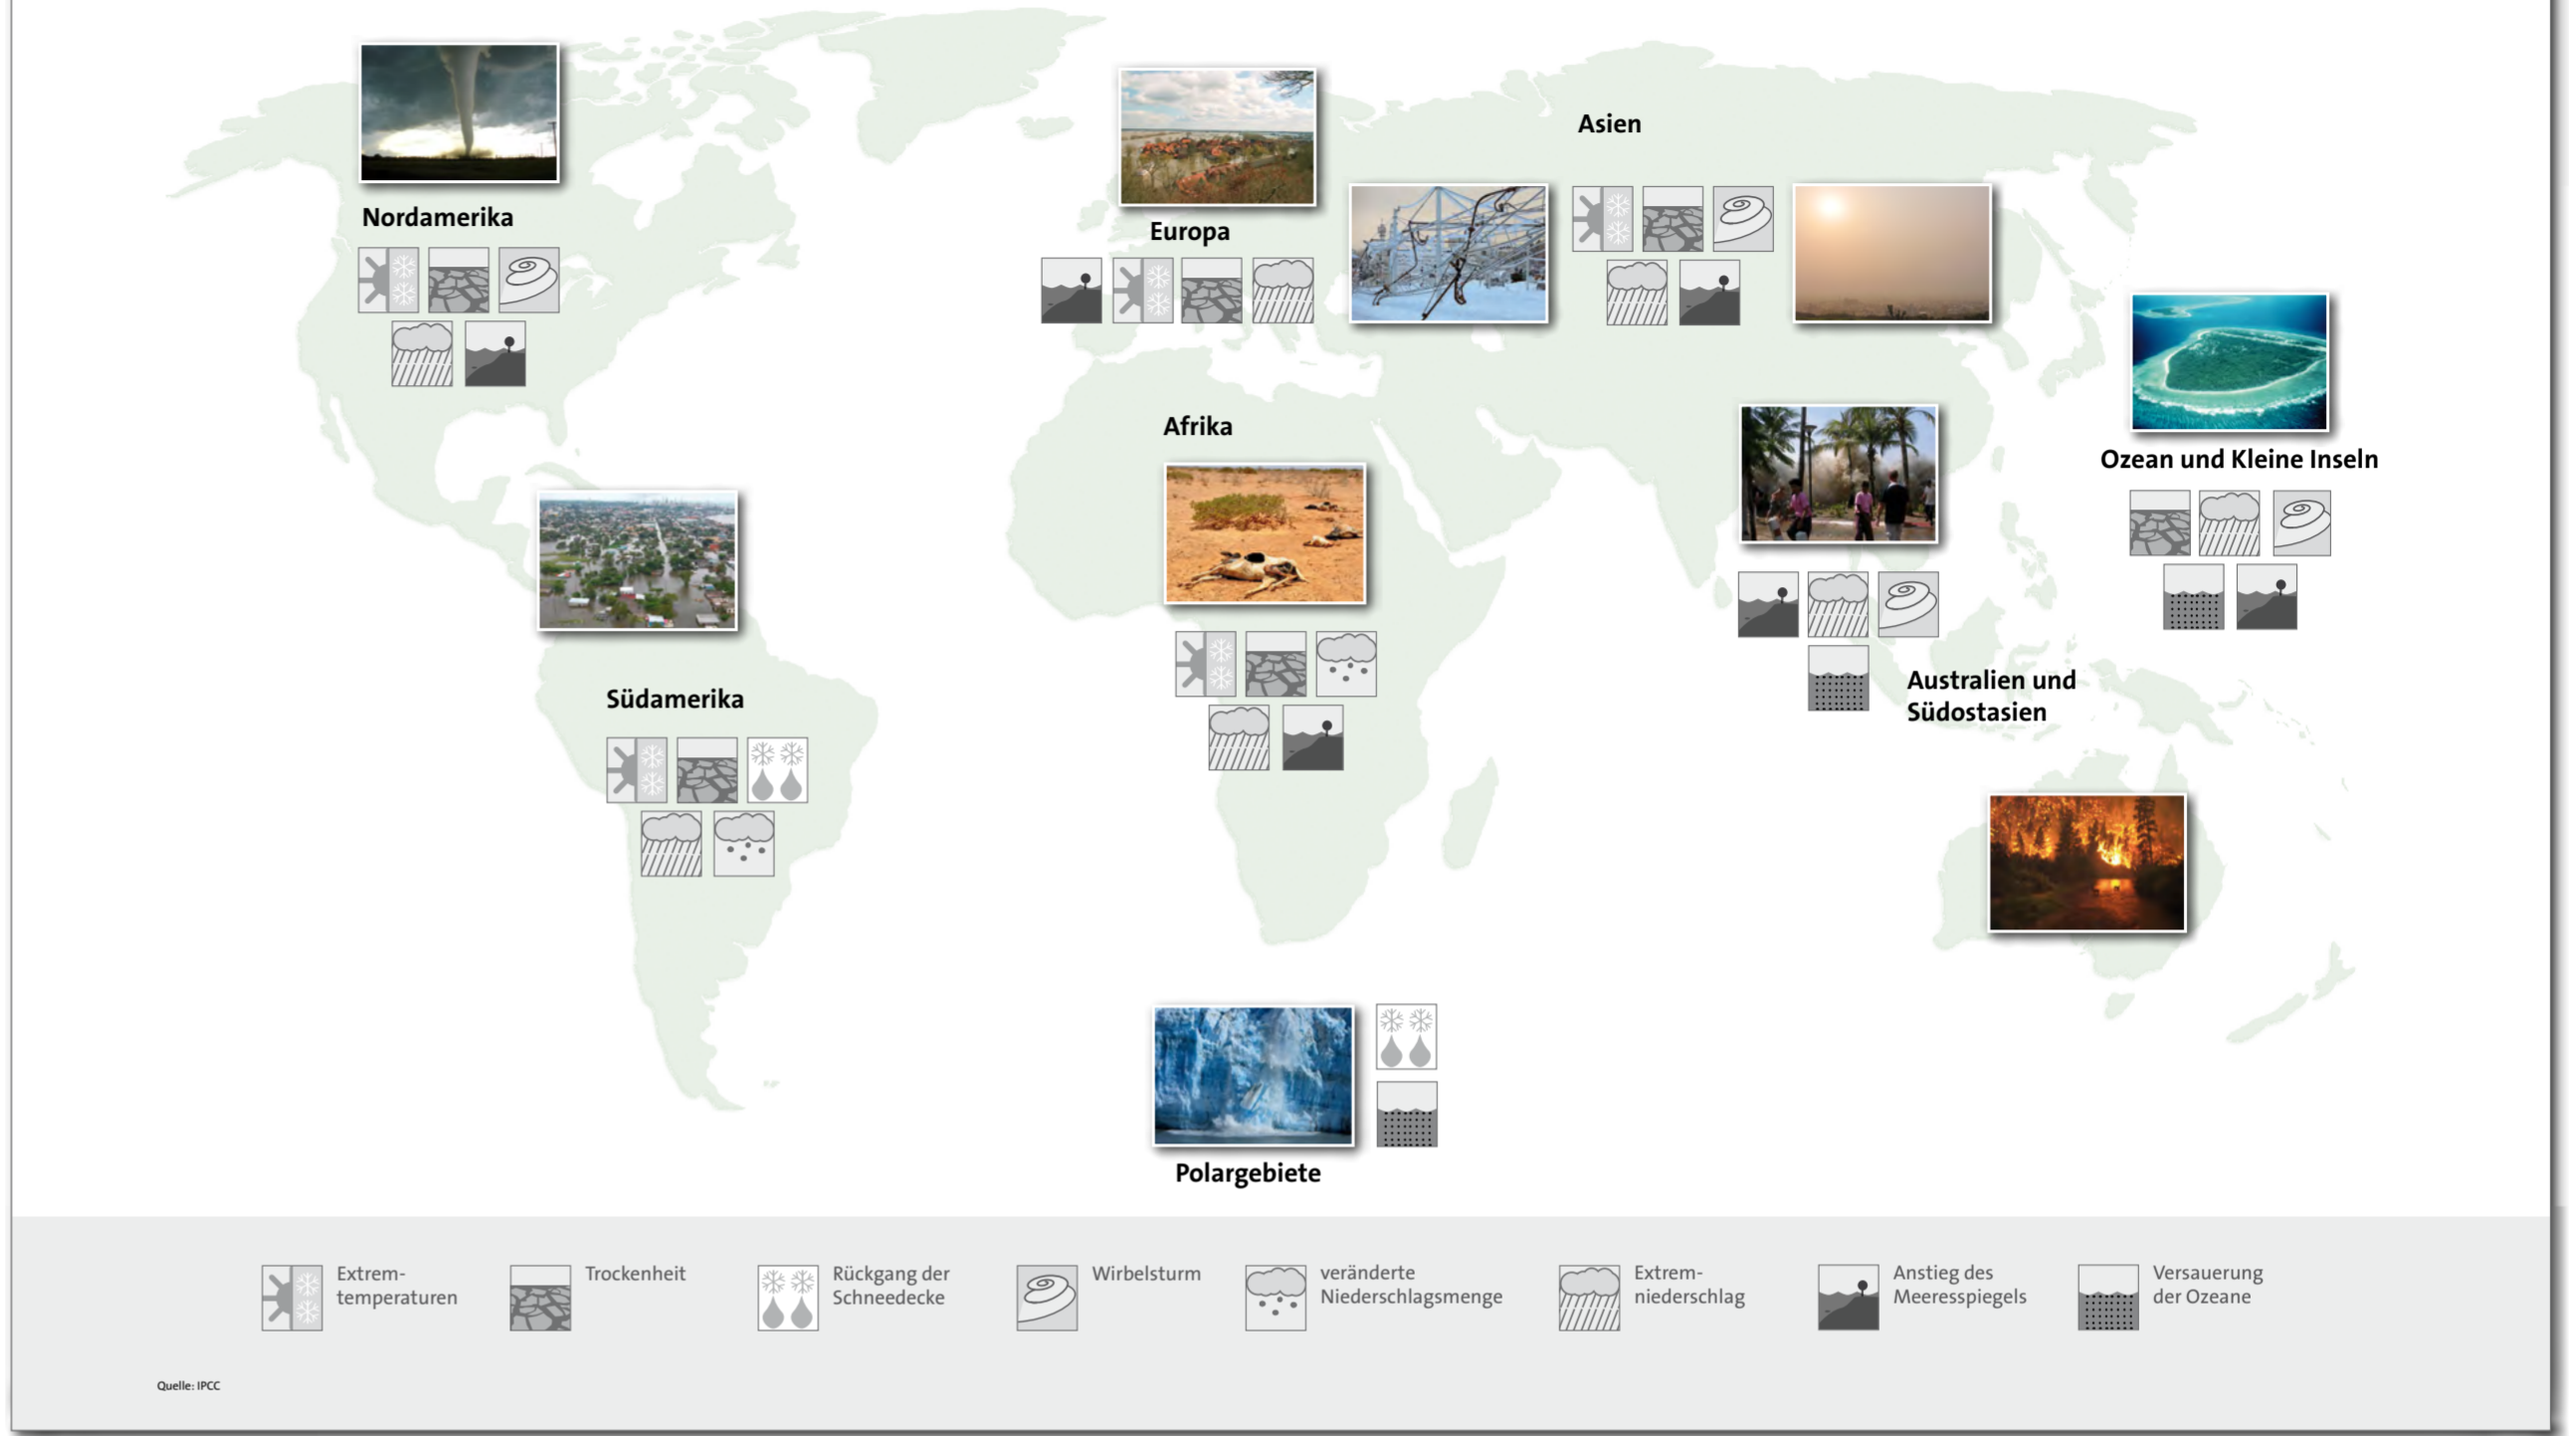 Asien
Nordamerika
Europa
Afrika
Ozean und Kleine Inseln
Südamerika
Australien und
Südostasien
Polargebiete
Extrem-
temperaturen
Trockenheit
Rückgang der
Schneedecke
Wirbelsturm
veränderte
Niederschlagsmenge
Extrem-
niederschlag
Anstieg des
Meeresspiegels
Versauerung
der Ozeane
Quelle: IPCC